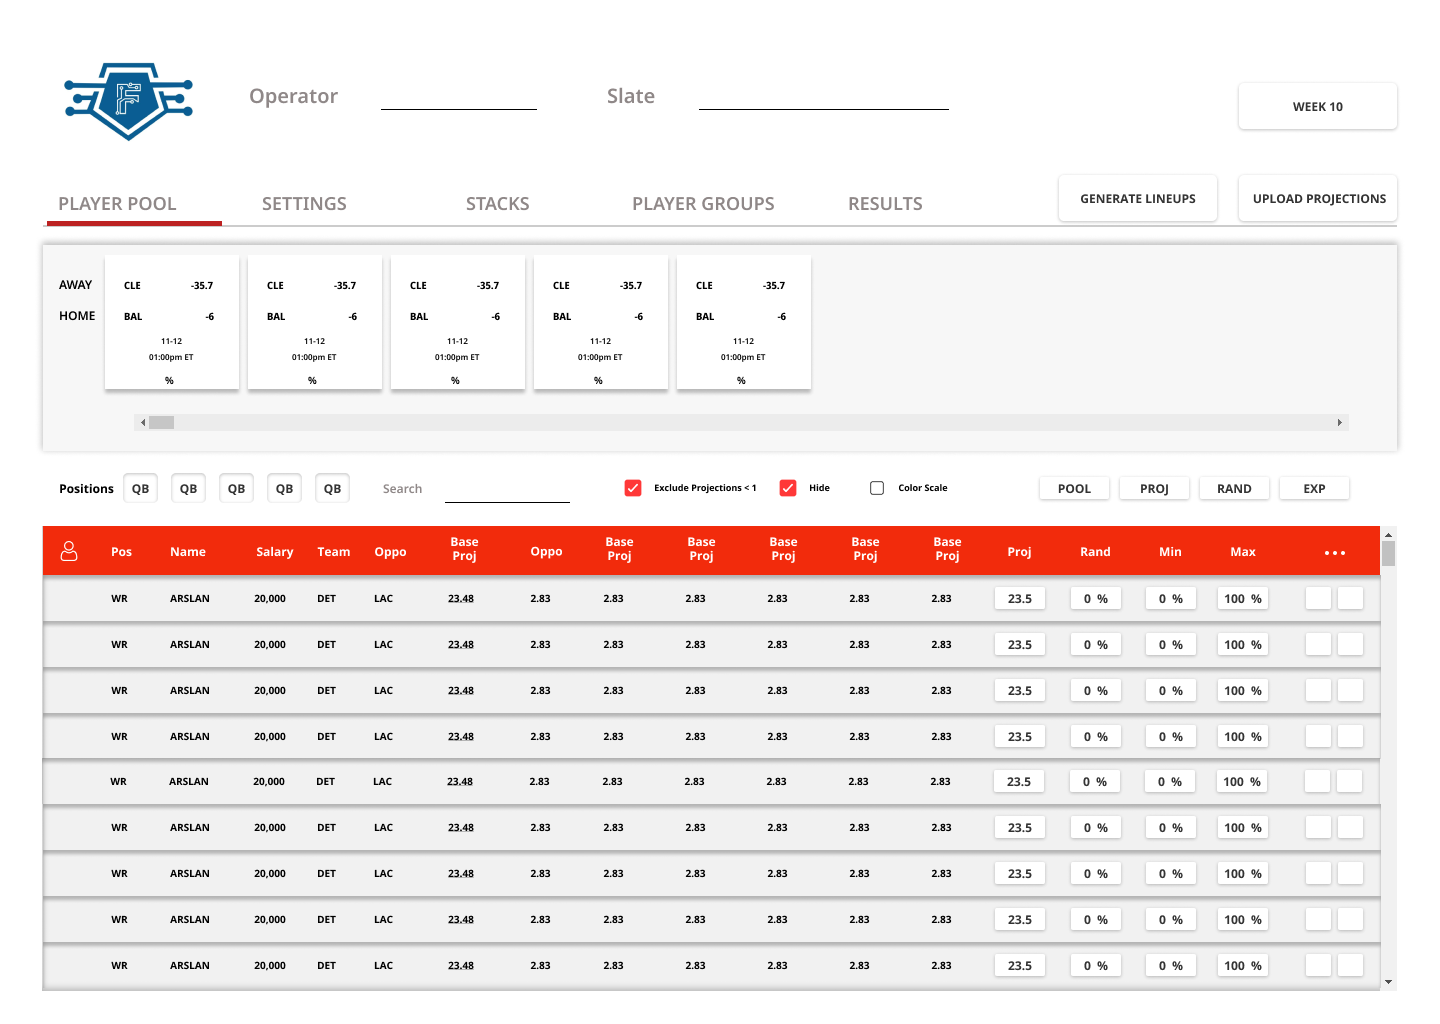 F
Operator Slate
WEEK 10
PLAYER POOL SETTINGS STACKS PLAYER GROUPS RESULTS GENERATE LINEUPS UPLOAD PROJECTIONS
AWAY CLE -35.7 CLE -35.7 CLE -35.7 CLE -35.7 CLE -35.7
HOME BAL -6 BAL -6 BAL -6 BAL -6 BAL -6
11-12 11-12 11-12 11-12 11-12
01:00pm ET 01:00pm ET 01:00pm ET 01:00pm ET 01:00pm ET
% % % % %
Positions QB QB QB QB QB Search Exclude Projections < 1 Hide Color Scale POOL PROJ RAND EXP
Pos Name Salary Team Oppo Base Proj Oppo Base Proj Base Proj Base Proj Base Proj Base Proj Proj Rand Min Max ...
WR ARSLAN 20,000 DET LAC 23.48 2.83 2.83 2.83 2.83 2.83 2.83 23.5 0 % 0 % 100 %
WR ARSLAN 20,000 DET LAC 23.48 2.83 2.83 2.83 2.83 2.83 2.83 23.5 0 % 0 % 100 %
WR ARSLAN 20,000 DET LAC 23.48 2.83 2.83 2.83 2.83 2.83 2.83 23.5 0 % 0 % 100 %
WR ARSLAN 20,000 DET LAC 23.48 2.83 2.83 2.83 2.83 2.83 2.83 23.5 0 % 0 % 100 %
WR ARSLAN 20,000 DET LAC 23.48 2.83 2.83 2.83 2.83 2.83 2.83 23.5 0 % 0 % 100 %
WR ARSLAN 20,000 DET LAC 23.48 2.83 2.83 2.83 2.83 2.83 2.83 23.5 0 % 0 % 100 %
WR ARSLAN 20,000 DET LAC 23.48 2.83 2.83 2.83 2.83 2.83 2.83 23.5 0 % 0 % 100 %
WR ARSLAN 20,000 DET LAC 23.48 2.83 2.83 2.83 2.83 2.83 2.83 23.5 0 % 0 % 100 %
WR ARSLAN 20,000 DET LAC 23.48 2.83 2.83 2.83 2.83 2.83 2.83 23.5 0 % 0 % 100 %